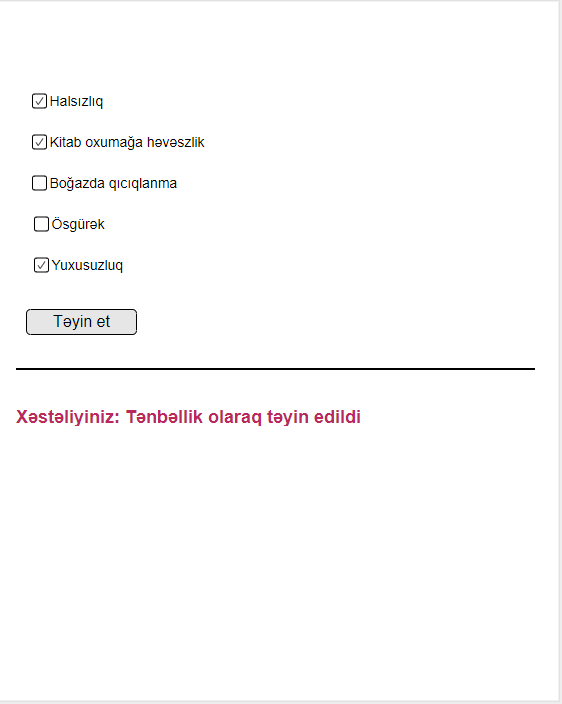 Halsızlıq
Kitab oxumağa həvəszlik
Boğazda qıcıqlanma
Ösgürək
Yuxusuzluq
Təyin et
Xəstəliyiniz: Tənbəllik olaraq təyin edildi